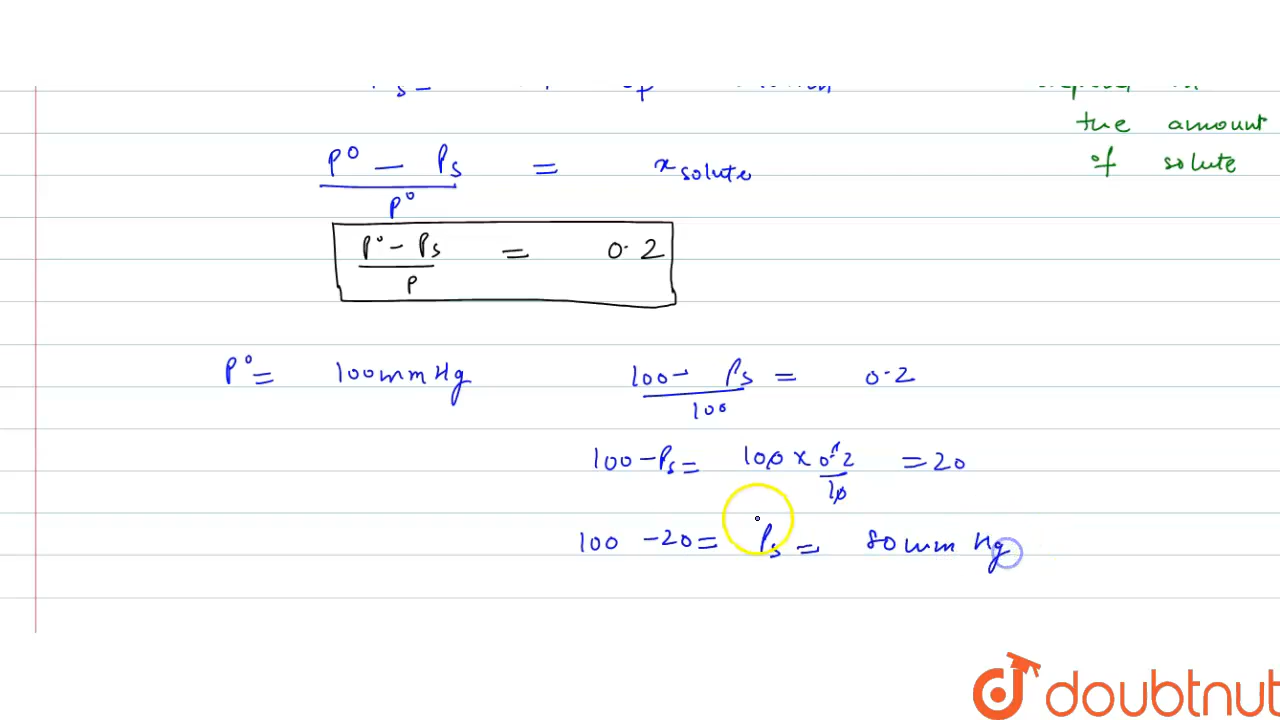 the amount
of solute
P° – Ps = x solute
P°
P° – Ps = 0.2
P
P° = 100 mm Hg
100 – Ps = 0.2
100
100 – Ps = 100 × 0.2 = 20
10
100 – 20 = Ps = 80 mm Hg
doubtnut